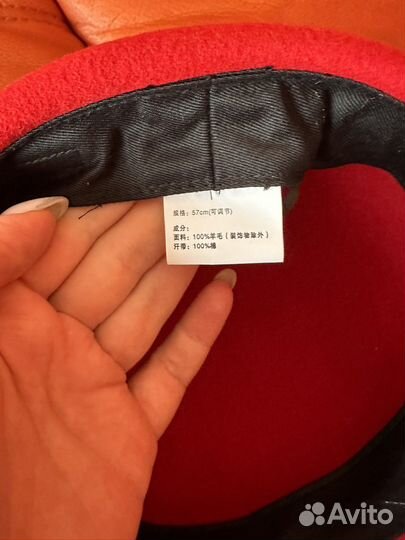 规格: 57cm(可调节)
成分:
面料: 100%羊毛(装饰物除外)
汗带: 100%棉
Avito